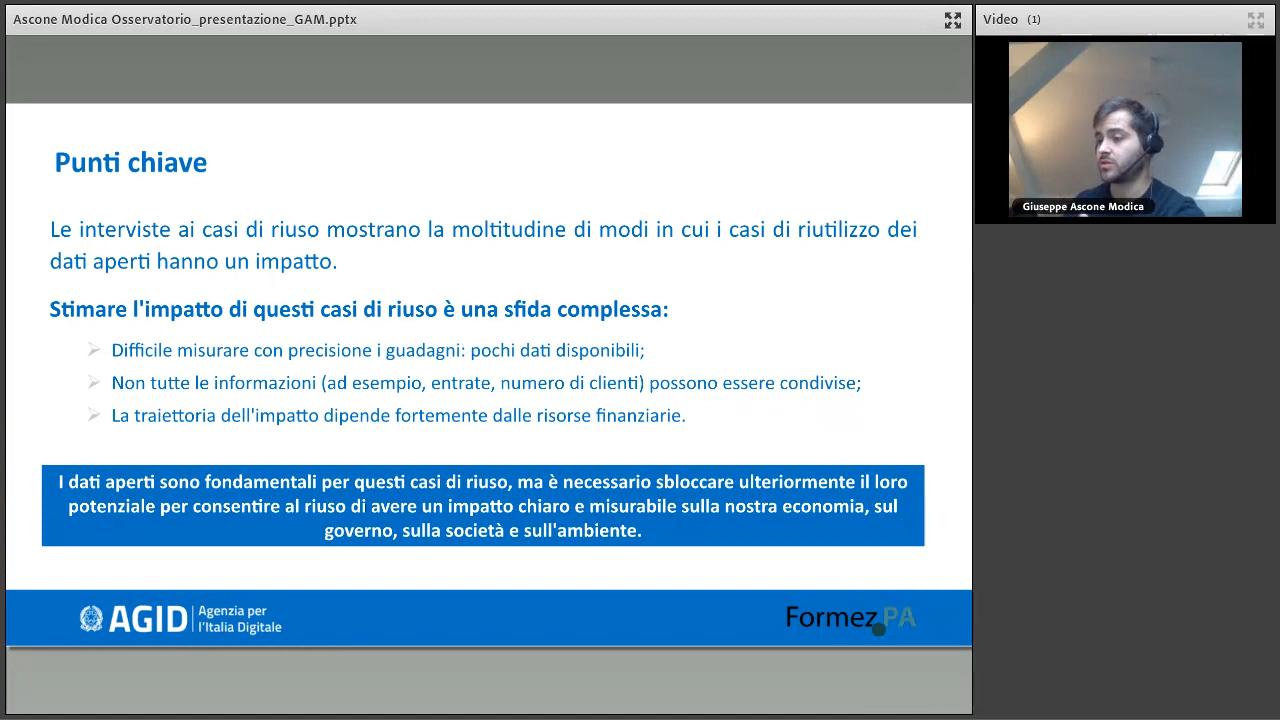 Ascone Modica Osservatorio_presentazione_GAM.pptx
Video (1)
Giuseppe Ascone Modica
Punti chiave
Le interviste ai casi di riuso mostrano la moltitudine di modi in cui i casi di riutilizzo dei
dati aperti hanno un impatto.
Stimare l'impatto di questi casi di riuso è una sfida complessa:
Difficile misurare con precisione i guadagni: pochi dati disponibili;
Non tutte le informazioni (ad esempio, entrate, numero di clienti) possono essere condivise;
La traiettoria dell'impatto dipende fortemente dalle risorse finanziarie.
I dati aperti sono fondamentali per questi casi di riuso, ma è necessario sbloccare ulteriormente il loro
potenziale per consentire al riuso di avere un impatto chiaro e misurabile sulla nostra economia, sul
governo, sulla società e sull'ambiente.
AGID
Agenzia per
l'Italia Digitale
Formez PA